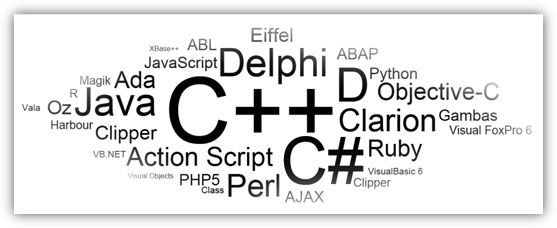 Eiffel
XBase++ ABL
ABAP
JavaScript Delphi
Python
Magik Ada
D
R
Objective-C
Vala Oz Java
C++
Harbour Clipper
Clarion Gambas
Visual FoxPro 6
VB.NET Action Script
C# Ruby
Visual Objects PHP5
VisualBasic 6
Class Perl
Clipper
AJAX